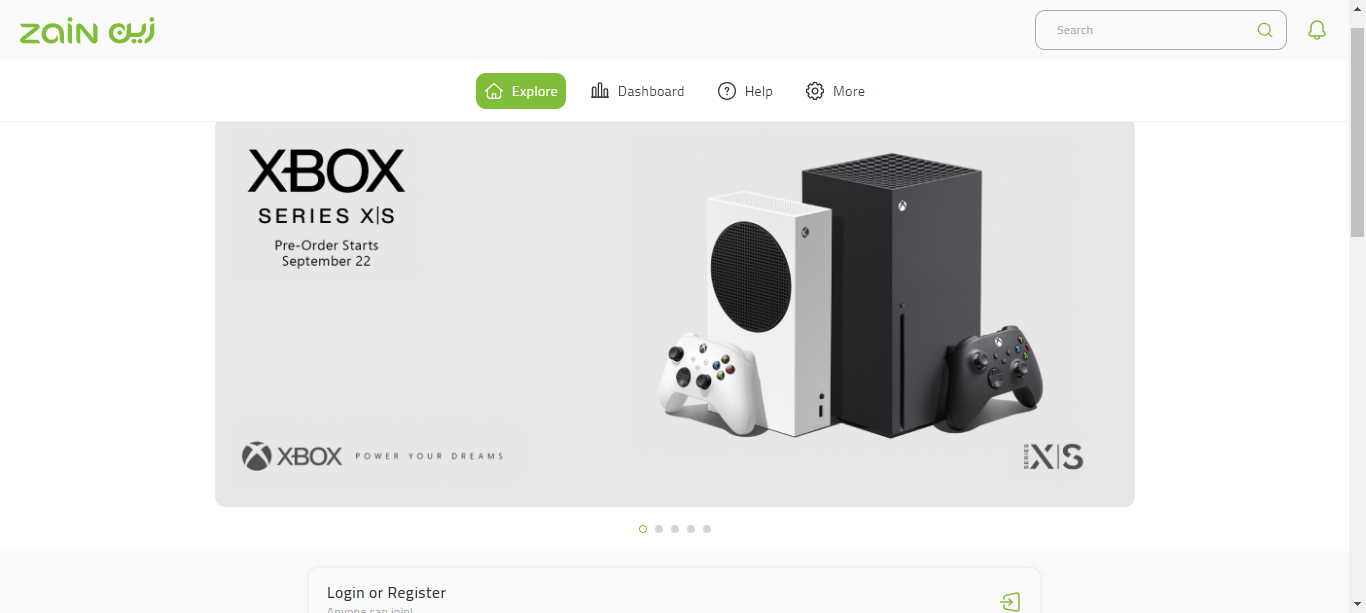 zain زين
Search
Explore
Dashboard
Help
More
XBOX
SERIES X|S
Pre-Order Starts
September 22
XBOX POWER YOUR DREAMS
SERIES X|S
Login or Register
Anyone can join!